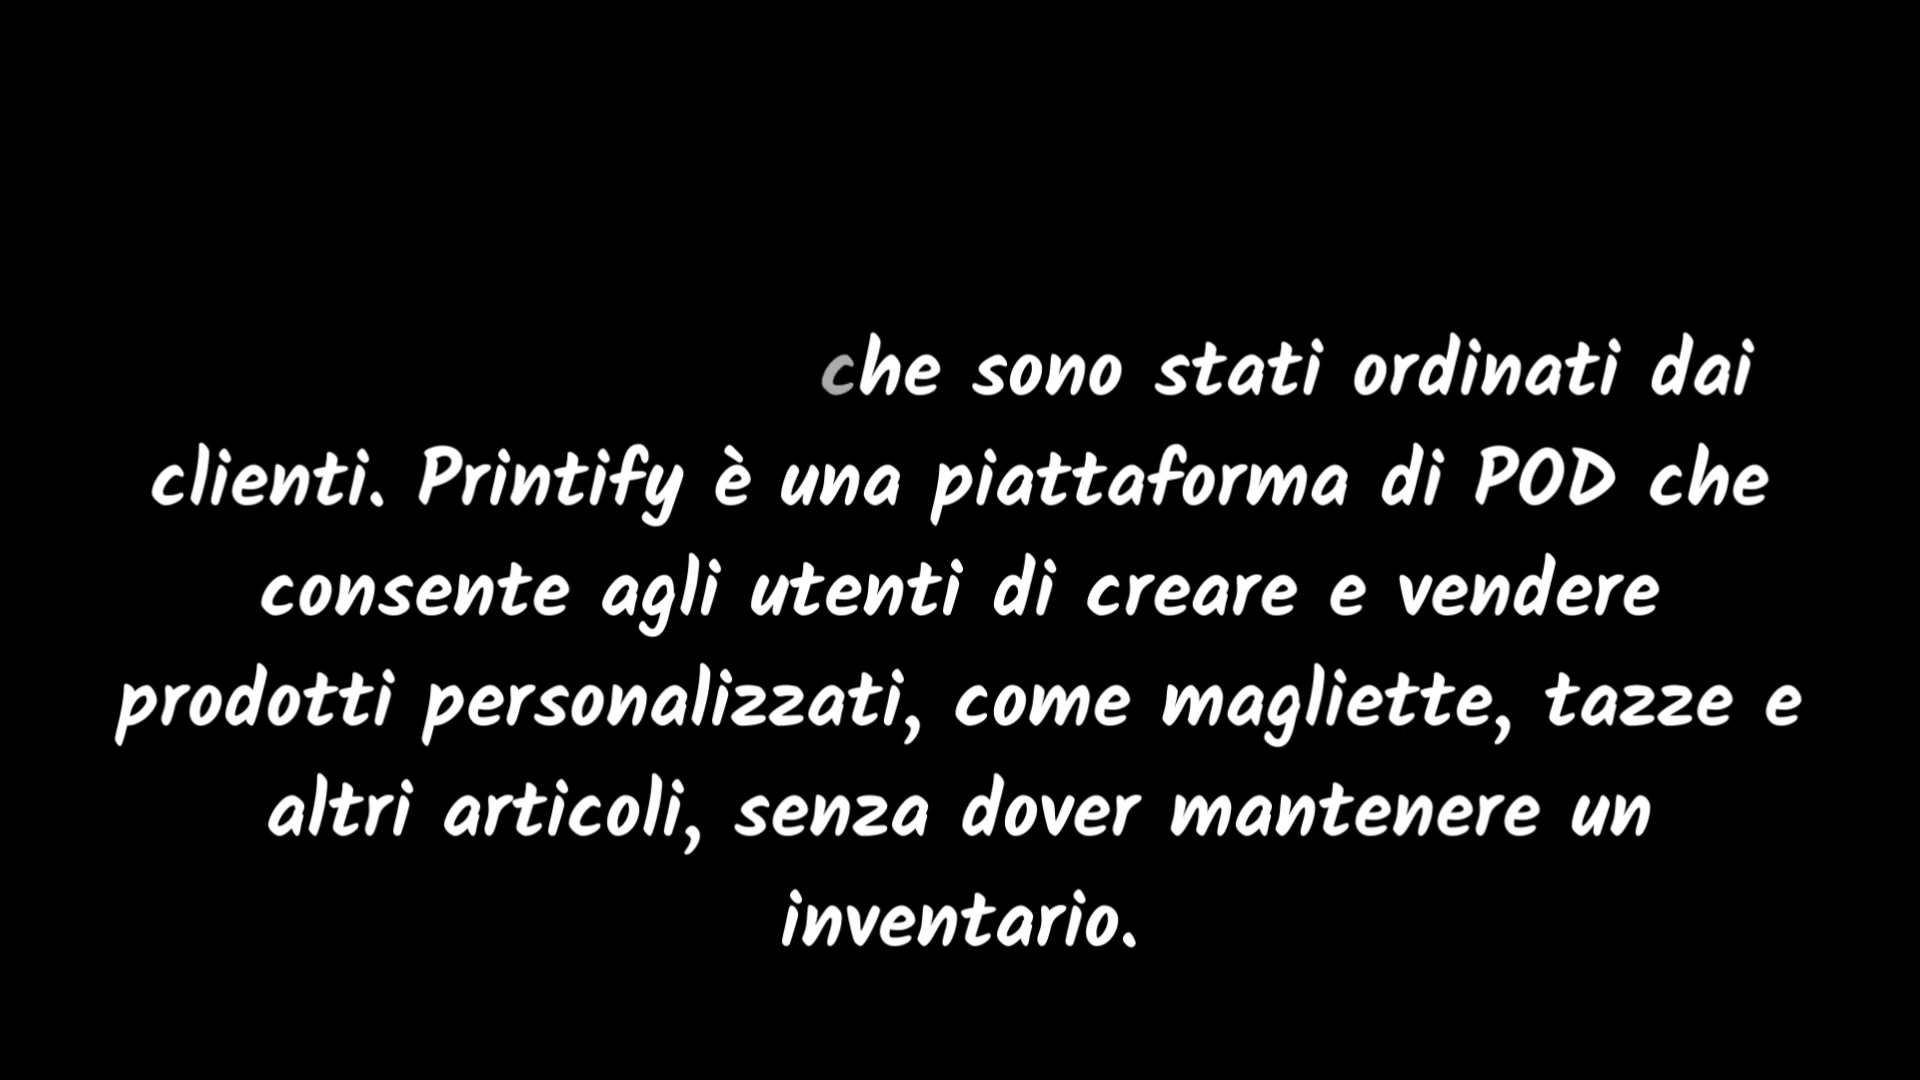 che sono stati ordinati dai
clienti. Printify è una piattaforma di POD che
consente agli utenti di creare e vendere
prodotti personalizzati, come magliette, tazze e
altri articoli, senza dover mantenere un
inventario.